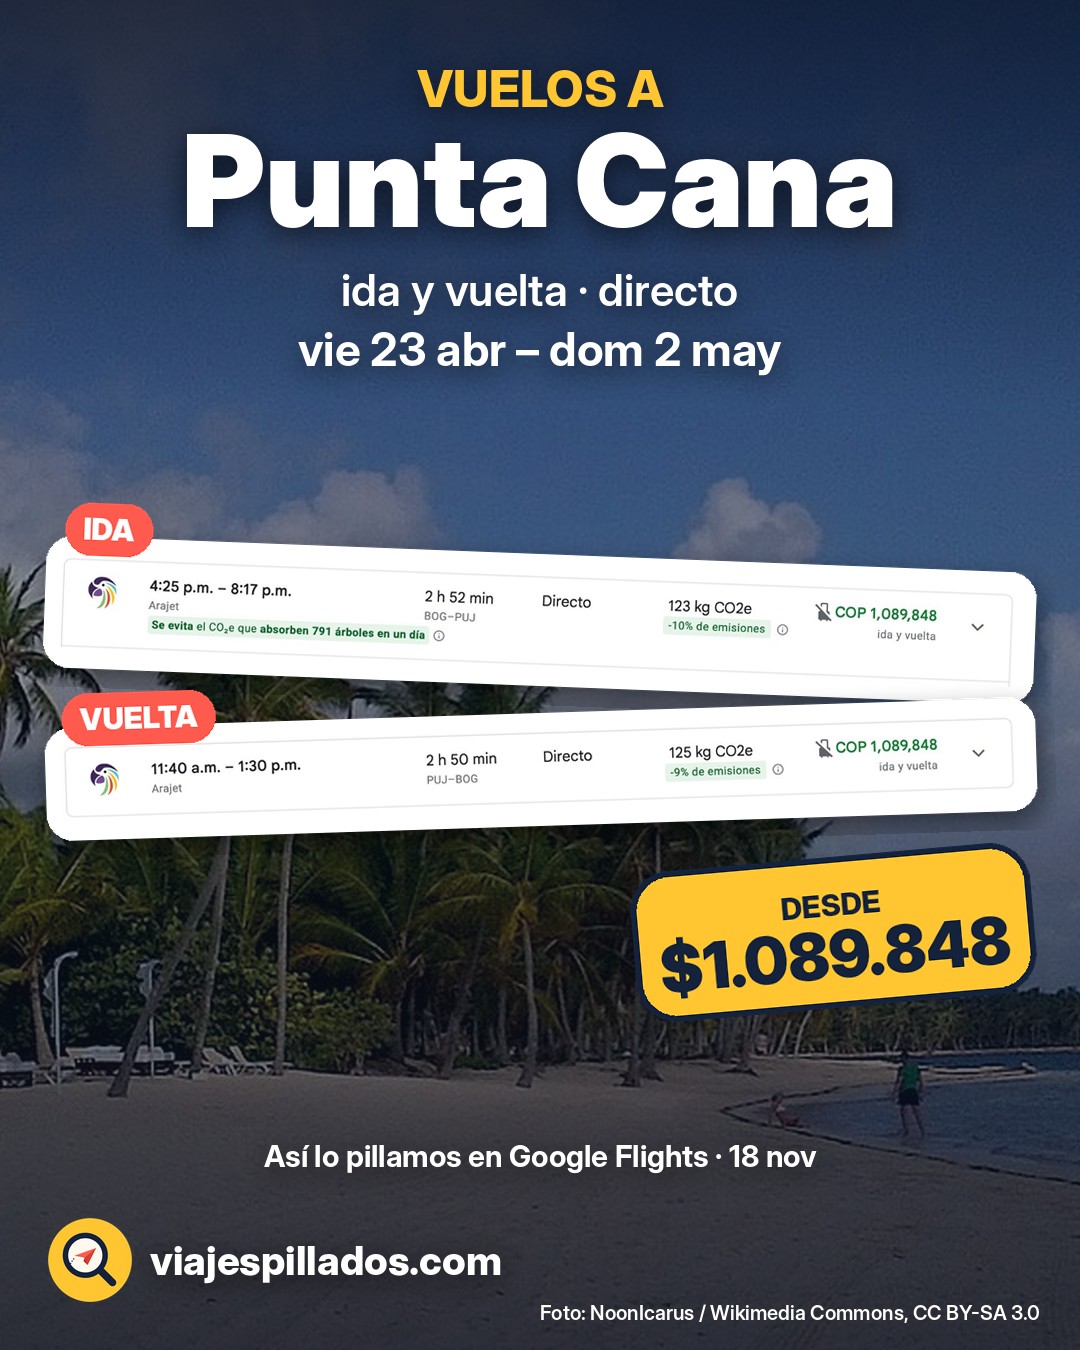 VUELOS A
Punta Cana
ida y vuelta · directo
vie 23 abr – dom 2 may
IDA
4:25 p.m. – 8:17 p.m.
Arajet
Se evita el CO₂e que absorben 791 árboles en un día
2 h 52 min
BOG–PUJ
Directo
123 kg CO2e
-10% de emisiones
COP 1,089,848
ida y vuelta
VUELTA
11:40 a.m. – 1:30 p.m.
Arajet
2 h 50 min
PUJ–BOG
Directo
125 kg CO2e
-9% de emisiones
COP 1,089,848
ida y vuelta
DESDE
$1.089.848
Así lo pillamos en Google Flights · 18 nov
viajespillados.com
Foto: NoonIcarus / Wikimedia Commons, CC BY-SA 3.0